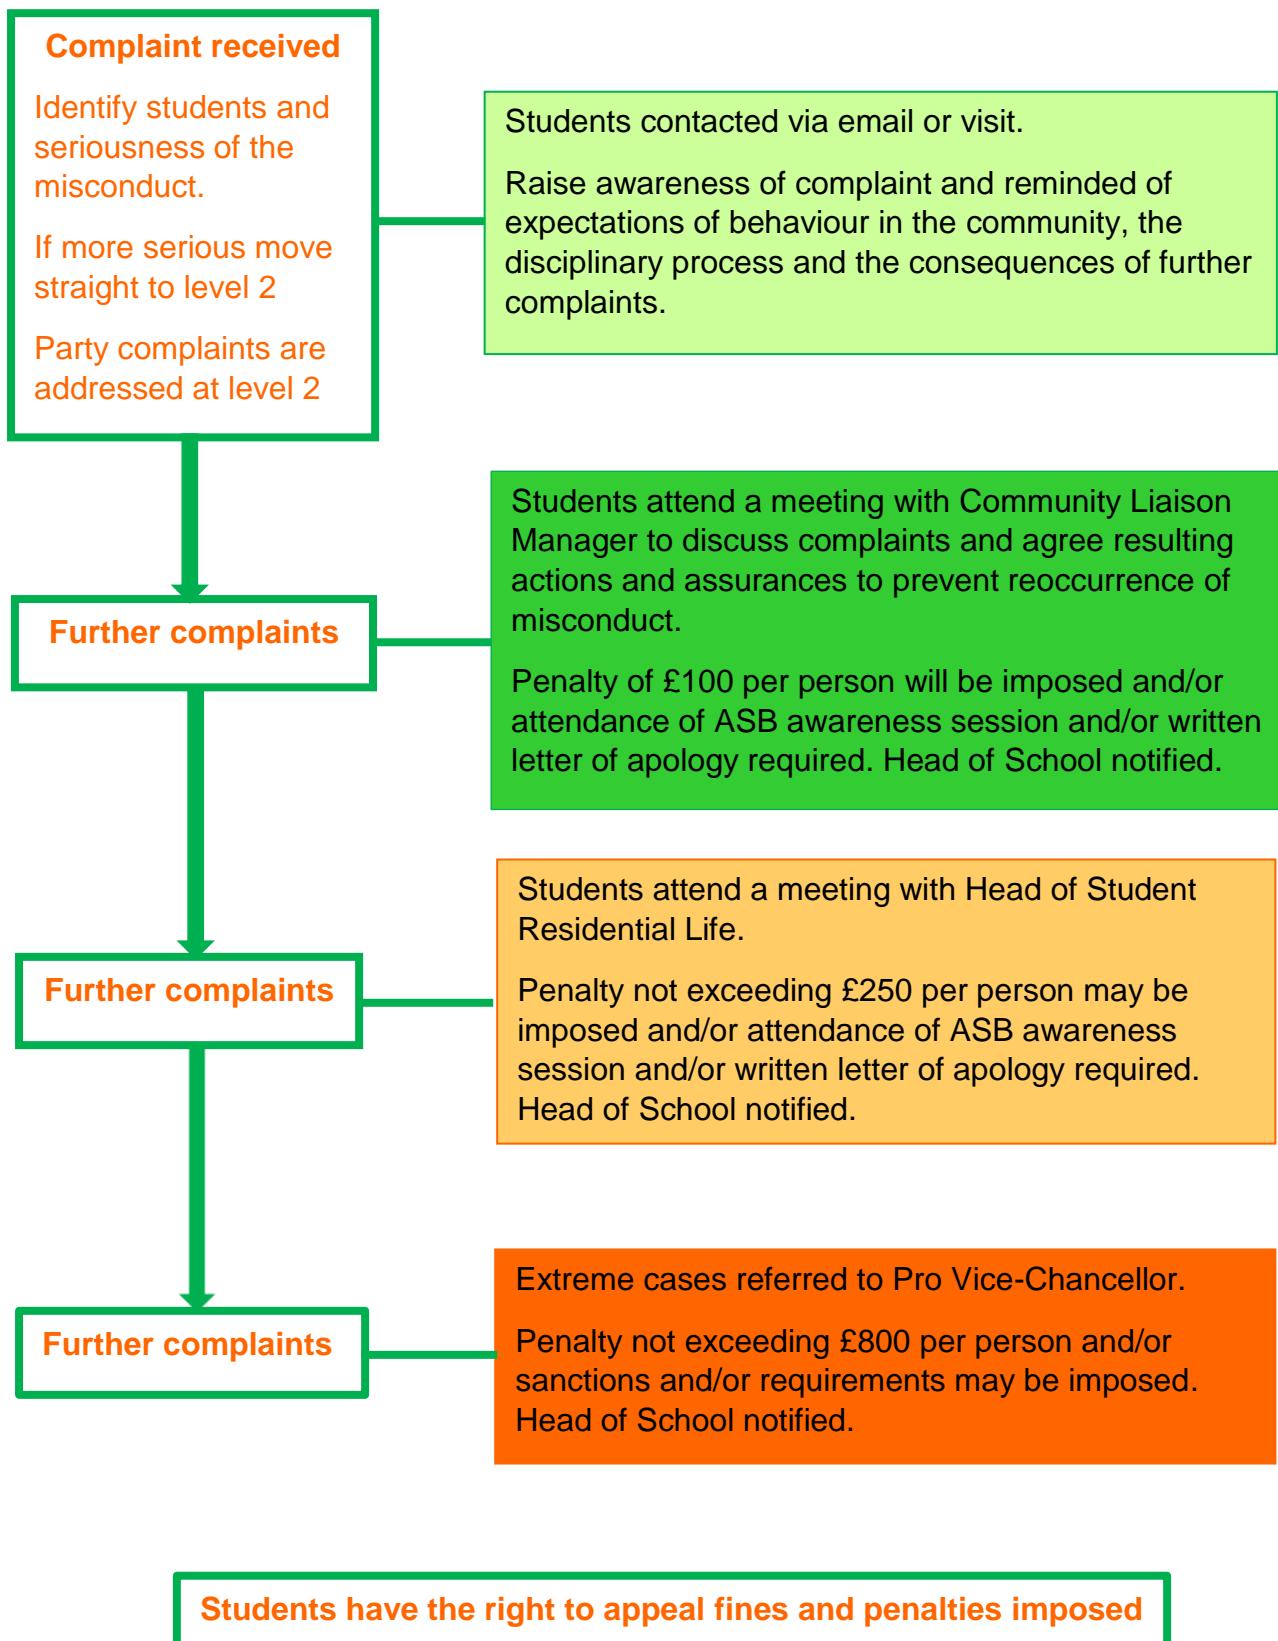 Complaint received
Identify students and
seriousness of the
misconduct.
If more serious move
straight to level 2
Party complaints are
addressed at level 2
Students contacted via email or visit.
Raise awareness of complaint and reminded of
expectations of behaviour in the community, the
disciplinary process and the consequences of further
complaints.
Further complaints
Students attend a meeting with Community Liaison
Manager to discuss complaints and agree resulting
actions and assurances to prevent reoccurrence of
misconduct.
Penalty of £100 per person will be imposed and/or
attendance of ASB awareness session and/or written
letter of apology required. Head of School notified.
Further complaints
Students attend a meeting with Head of Student
Residential Life.
Penalty not exceeding £250 per person may be
imposed and/or attendance of ASB awareness
session and/or written letter of apology required.
Head of School notified.
Further complaints
Extreme cases referred to Pro Vice-Chancellor.
Penalty not exceeding £800 per person and/or
sanctions and/or requirements may be imposed.
Head of School notified.
Students have the right to appeal fines and penalties imposed